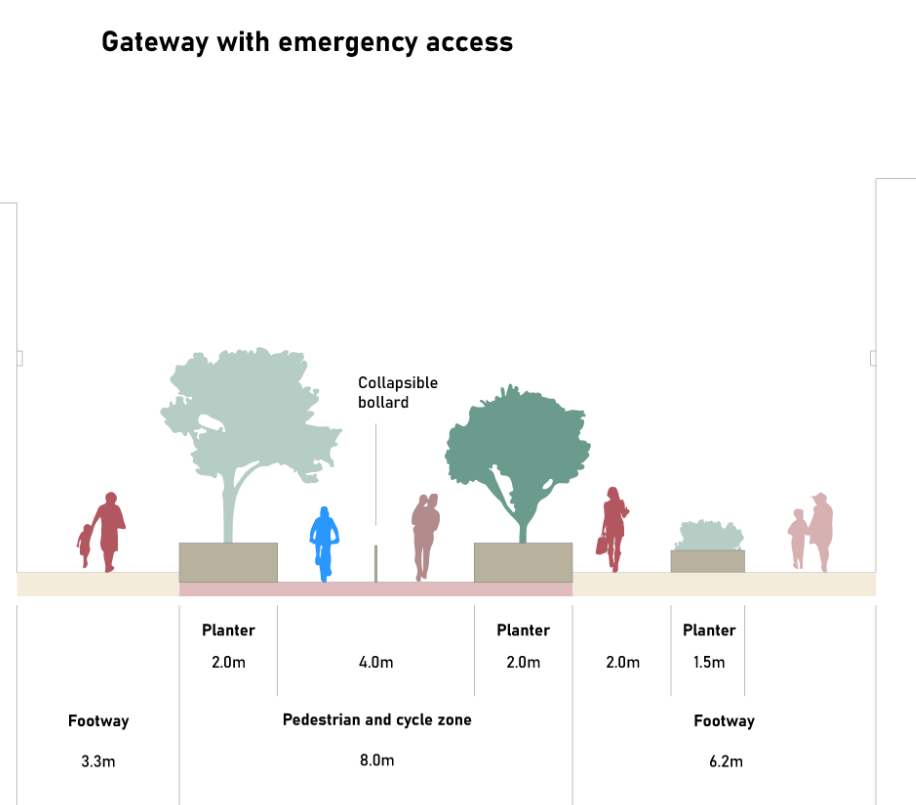 Gateway with emergency access
Collapsible
bollard
Planter
Planter
Planter
2.0m
4.0m
2.0m
2.0m
1.5m
Footway
Pedestrian and cycle zone
Footway
3.3m
8.0m
6.2m